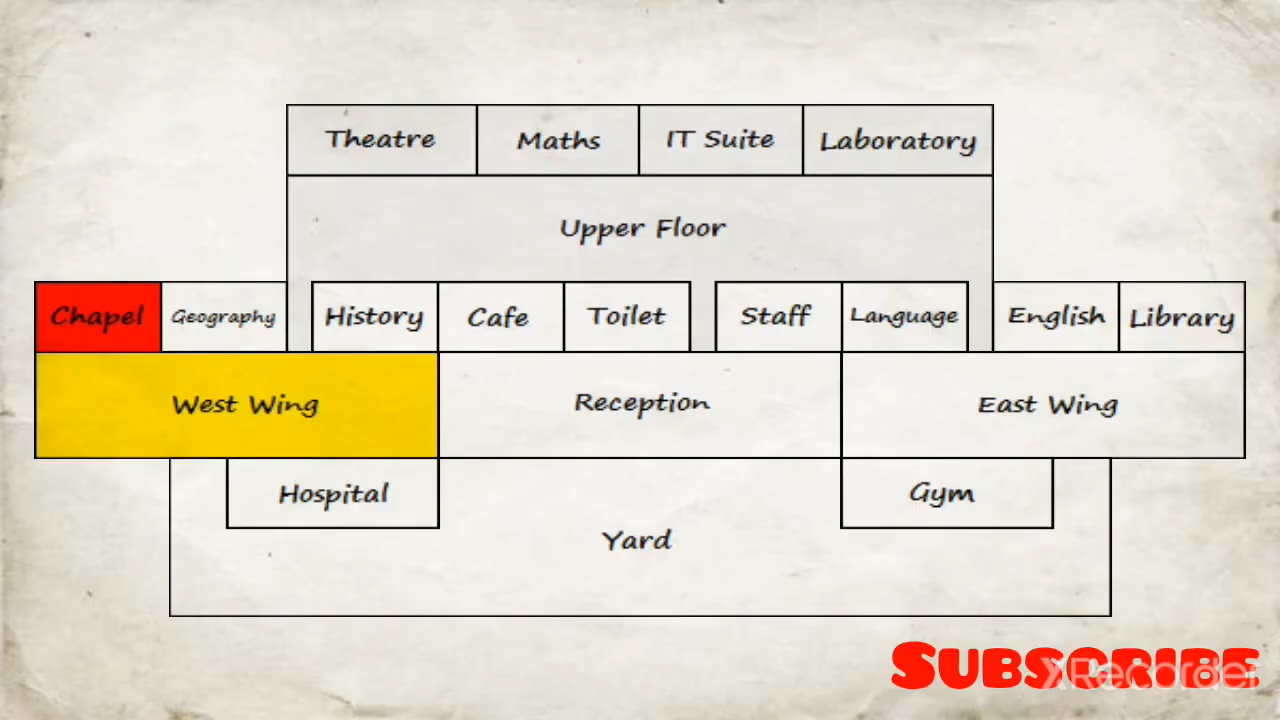 Theatre
Maths
IT Suite
Laboratory
Upper Floor
Chapel
Geography
History
Cafe
Toilet
Staff
Language
English
Library
West Wing
Reception
East Wing
Hospital
Gym
Yard
SUBSCRIBE
XRecorder